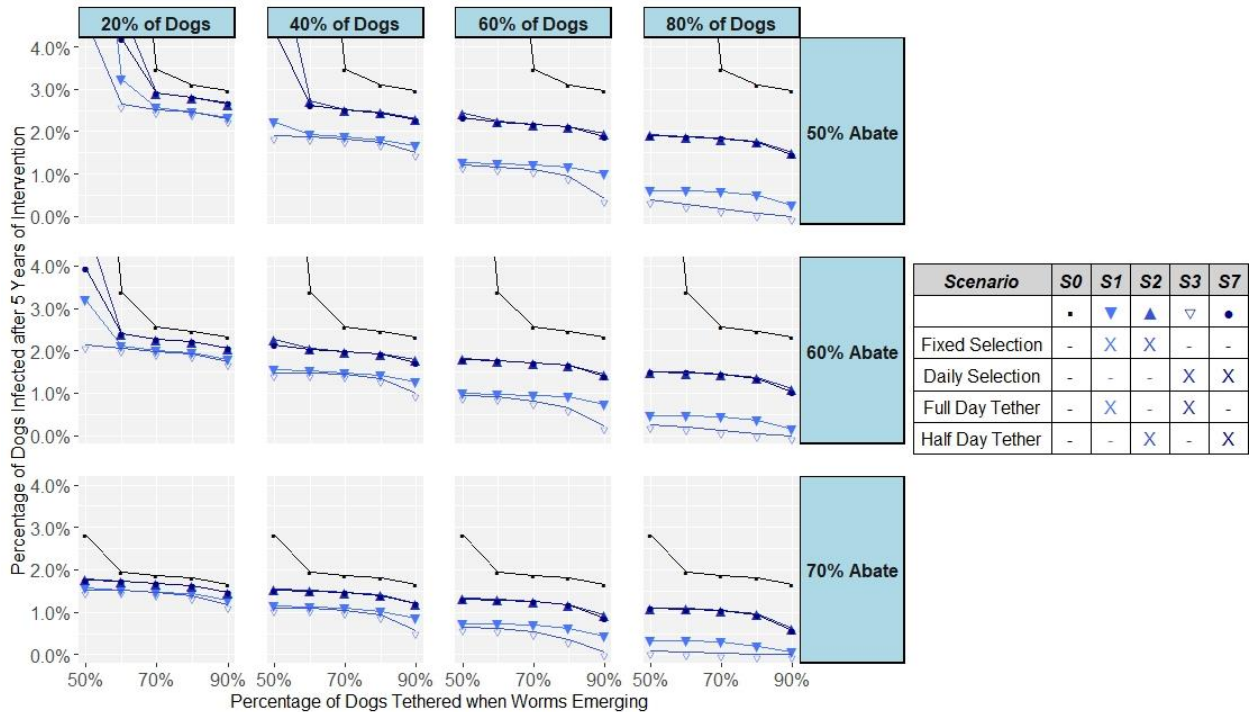 20% of Dogs 40% of Dogs 60% of Dogs 80% of Dogs
Percentage of Dogs Infected after 5 Years of Intervention
4.0%
3.0%
2.0%
1.0%
0.0%
50% Abate
4.0%
3.0%
2.0%
1.0%
0.0%
60% Abate
4.0%
3.0%
2.0%
1.0%
0.0%
70% Abate
50% 70% 90% 50% 70% 90% 50% 70% 90% 50% 70% 90%
Percentage of Dogs Tethered when Worms Emerging
Scenario S0 S1 S2 S3 S7
Fixed Selection - X X - -
Daily Selection - - - X X
Full Day Tether - X - X -
Half Day Tether - - X - X